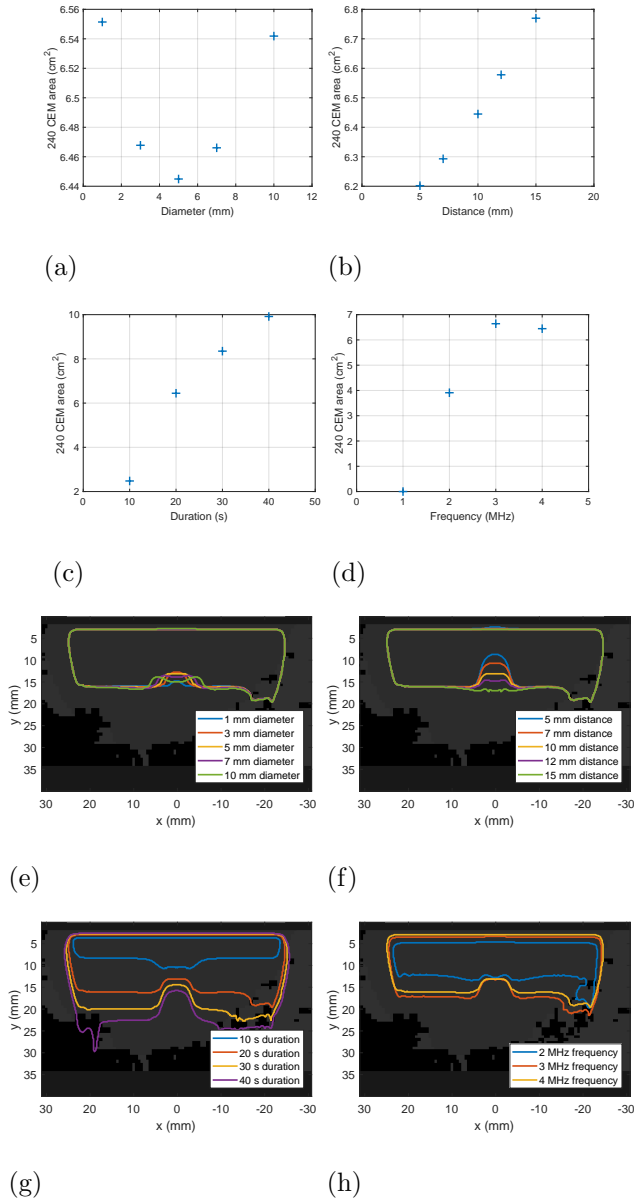 6.56
6.54
6.52
6.5
6.48
6.46
6.44
240 CEM area (cm²)
0 2 4 6 8 10 12
Diameter (mm)
(a)
6.8
6.7
6.6
6.5
6.4
6.3
6.2
240 CEM area (cm²)
0 5 10 15 20
Distance (mm)
(b)
10
8
6
4
2
240 CEM area (cm²)
0 10 20 30 40 50
Duration (s)
(c)
7
6
5
4
3
2
1
0
240 CEM area (cm²)
0 1 2 3 4 5
Frequency (MHz)
(d)
5
10
15
20
25
30
35
y (mm)
1 mm diameter
3 mm diameter
5 mm diameter
7 mm diameter
10 mm diameter
30 20 10 0 -10 -20 -30
x (mm)
(e)
5
10
15
20
25
30
35
y (mm)
5 mm distance
7 mm distance
10 mm distance
12 mm distance
15 mm distance
30 20 10 0 -10 -20 -30
x (mm)
(f)
5
10
15
20
25
30
35
y (mm)
10 s duration
20 s duration
30 s duration
40 s duration
30 20 10 0 -10 -20 -30
x (mm)
(g)
5
10
15
20
25
30
35
y (mm)
2 MHz frequency
3 MHz frequency
4 MHz frequency
30 20 10 0 -10 -20 -30
x (mm)
(h)